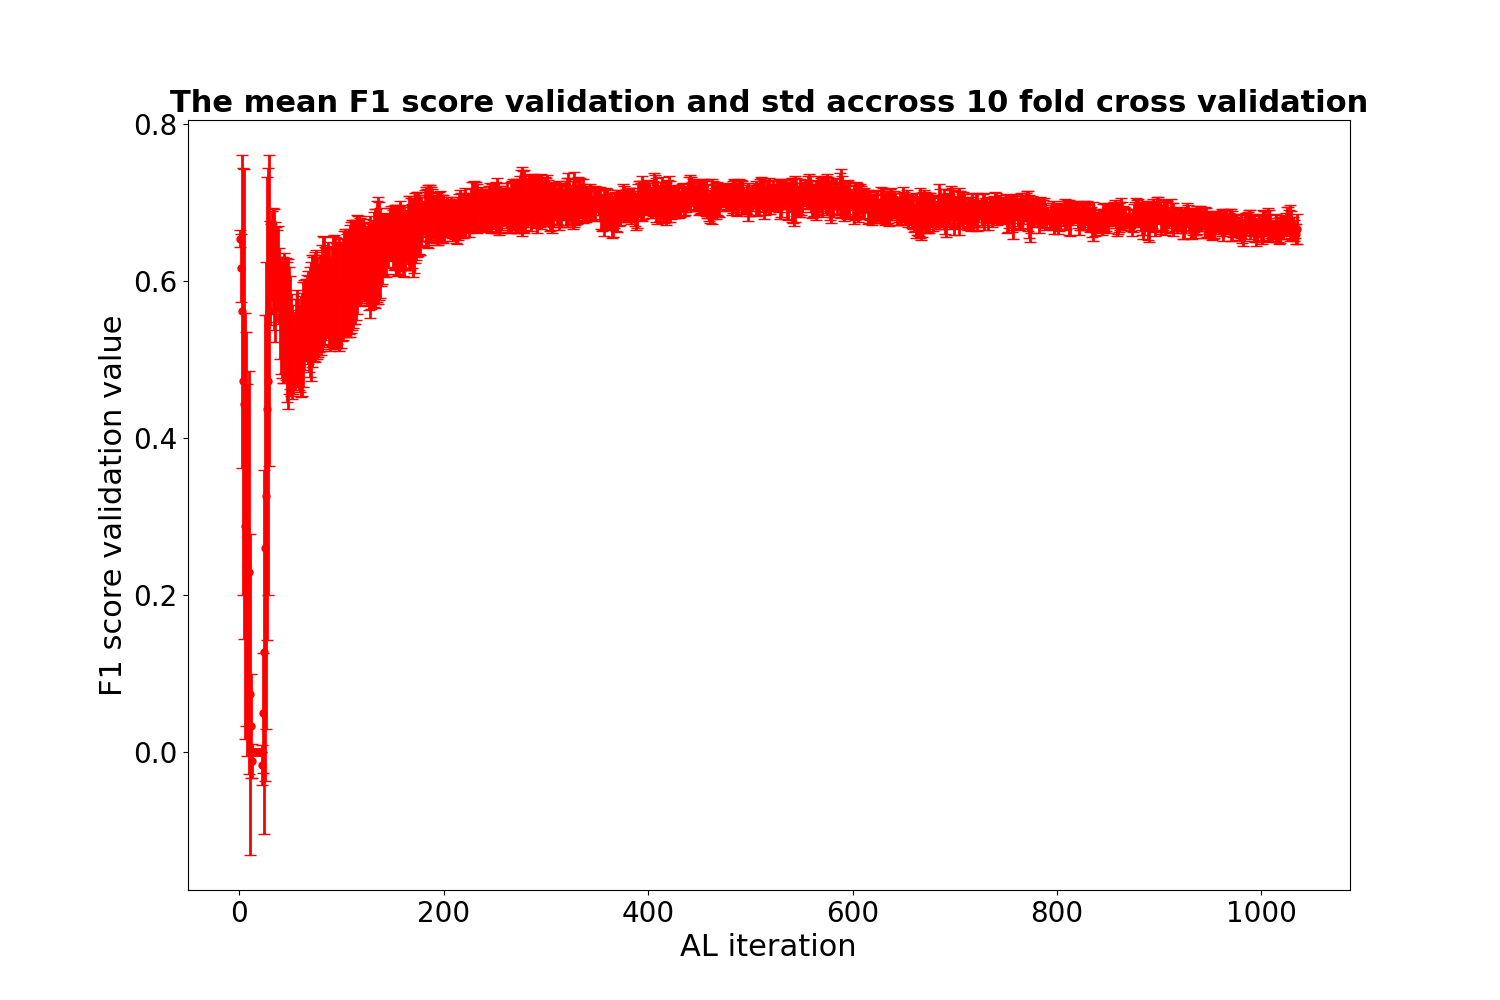 The mean F1 score validation and std accross 10 fold cross validation
0.8
0.6
0.4
0.2
0.0
F1 score validation value
0 200 400 600 800 1000
AL iteration